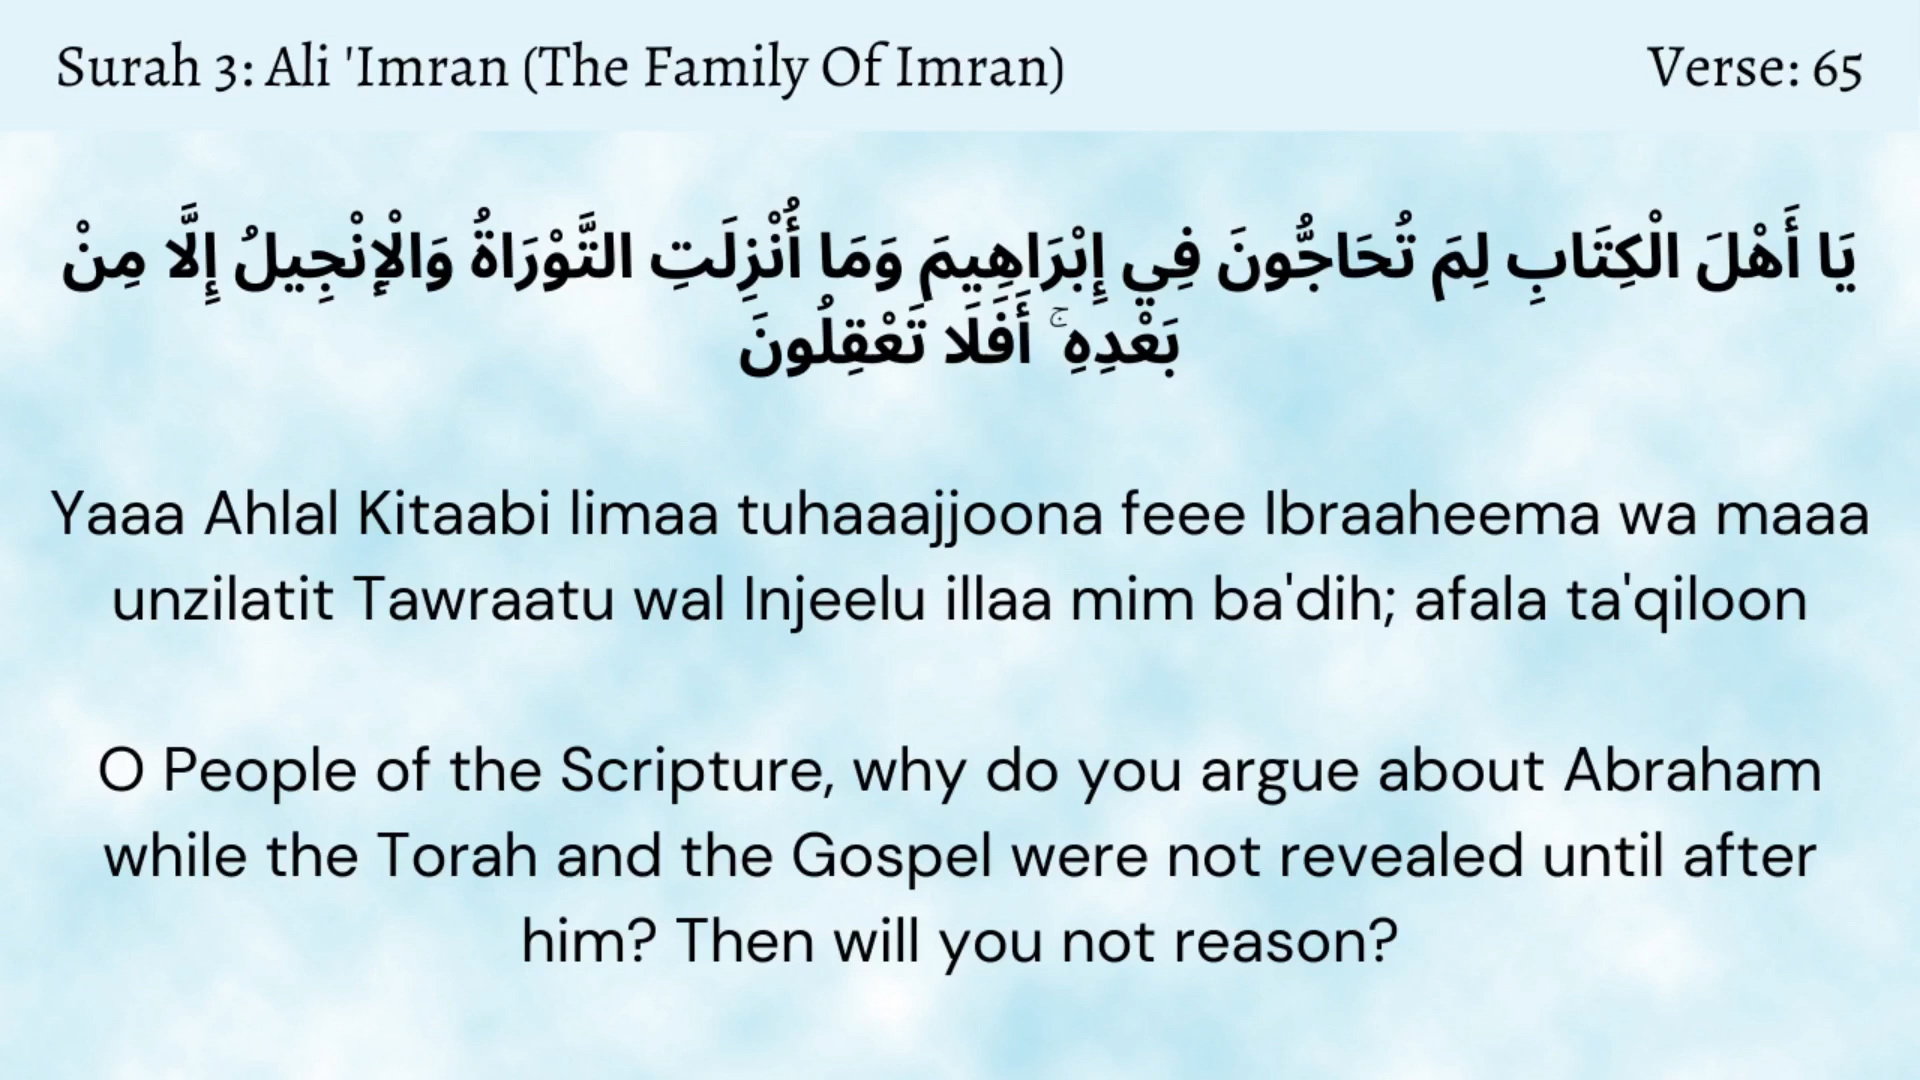 Surah 3: Ali 'Imran (The Family Of Imran)
Verse: 65
يَا أَهْلَ الْكِتَابِ لِمَ تُحَاجُّونَ فِي إِبْرَاهِيمَ وَمَا أُنْزِلَتِ التَّوْرَاةُ وَالْإِنْجِيلُ إِلَّا مِنْ
بَعْدِهِ ۚ أَفَلَا تَعْقِلُونَ
Yaaa Ahlal Kitaabi limaa tuhaaajjoona feee Ibraaheema wa maaa
unzilatit Tawraatu wal Injeelu illaa mim ba'dih; afala ta'qiloon
O People of the Scripture, why do you argue about Abraham
while the Torah and the Gospel were not revealed until after
him? Then will you not reason?